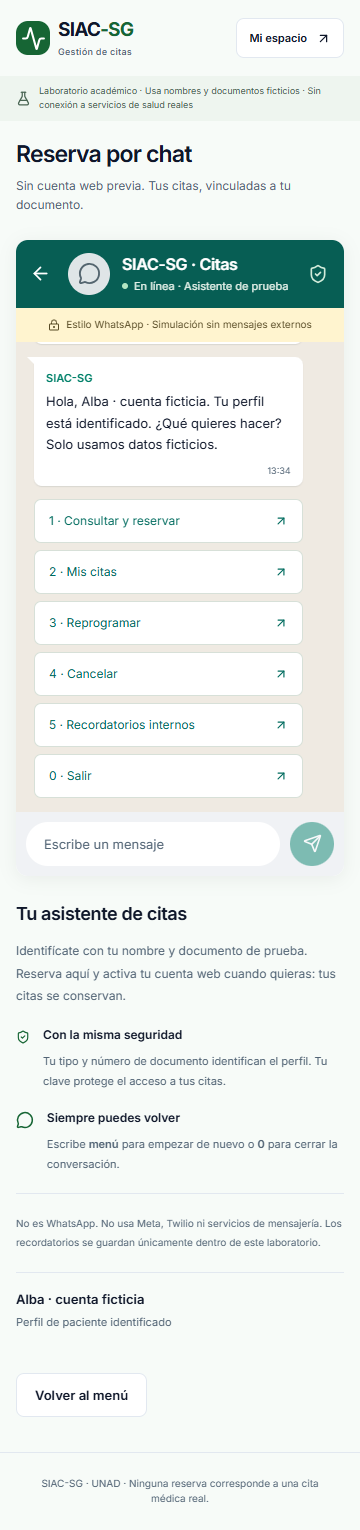 SIAC-SG
Gestión de citas
Mi espacio
Laboratorio académico · Usa nombres y documentos ficticios · Sin
conexión a servicios de salud reales
Reserva por chat
Sin cuenta web previa. Tus citas, vinculadas a tu
documento.
SIAC-SG · Citas
En línea · Asistente de prueba
Estilo WhatsApp · Simulación sin mensajes externos
SIAC-SG
Hola, Alba · cuenta ficticia. Tu perfil
está identificado. ¿Qué quieres hacer?
Solo usamos datos ficticios.
13:34
1 · Consultar y reservar
2 · Mis citas
3 · Reprogramar
4 · Cancelar
5 · Recordatorios internos
0 · Salir
Escribe un mensaje
Tu asistente de citas
Identifícate con tu nombre y documento de prueba.
Reserva aquí y activa tu cuenta web cuando quieras: tus
citas se conservan.
Con la misma seguridad
Tu tipo y número de documento identifican el perfil. Tu
clave protege el acceso a tus citas.
Siempre puedes volver
Escribe menú para empezar de nuevo o 0 para cerrar la
conversación.
No es WhatsApp. No usa Meta, Twilio ni servicios de mensajería. Los
recordatorios se guardan únicamente dentro de este laboratorio.
Alba · cuenta ficticia
Perfil de paciente identificado
Volver al menú
SIAC-SG · UNAD · Ninguna reserva corresponde a una cita
médica real.